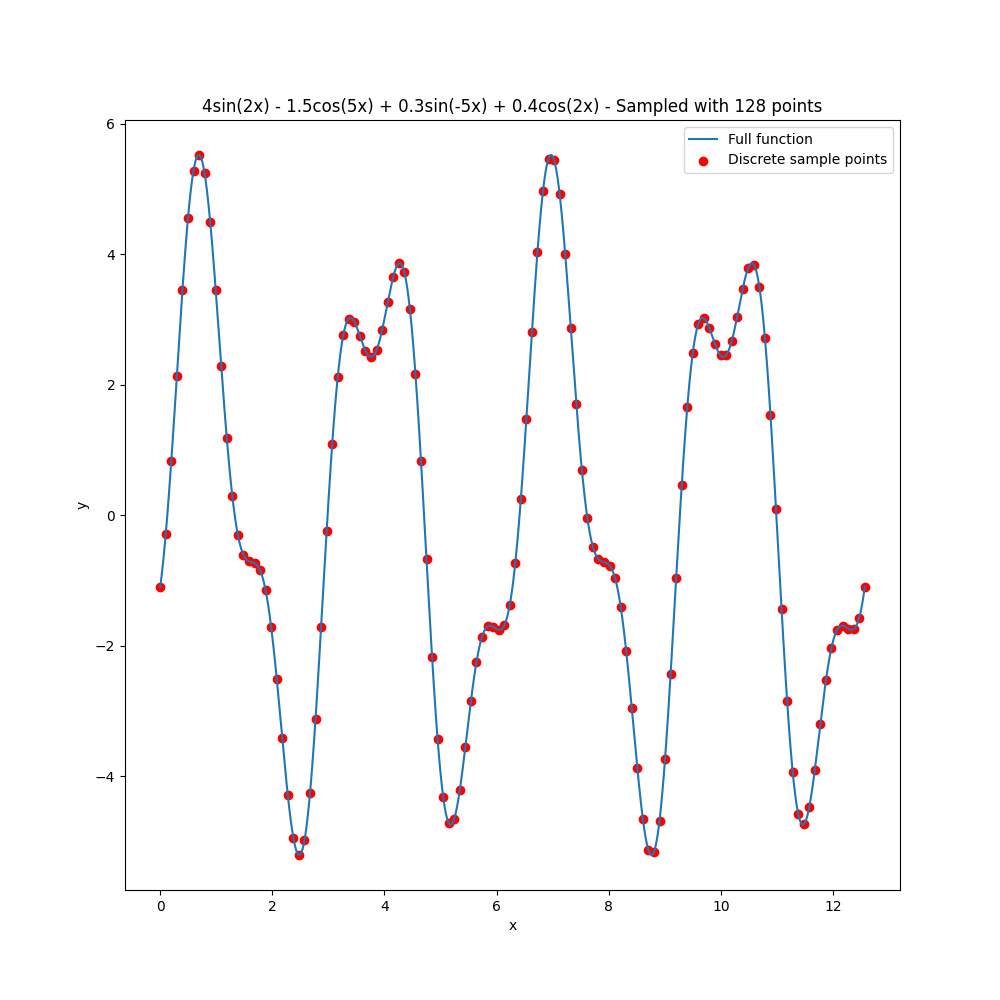 4sin(2x) - 1.5cos(5x) + 0.3sin(-5x) + 0.4cos(2x) - Sampled with 128 points
Full function
Discrete sample points
6
4
2
0
−2
−4
y
0 2 4 6 8 10 12
x